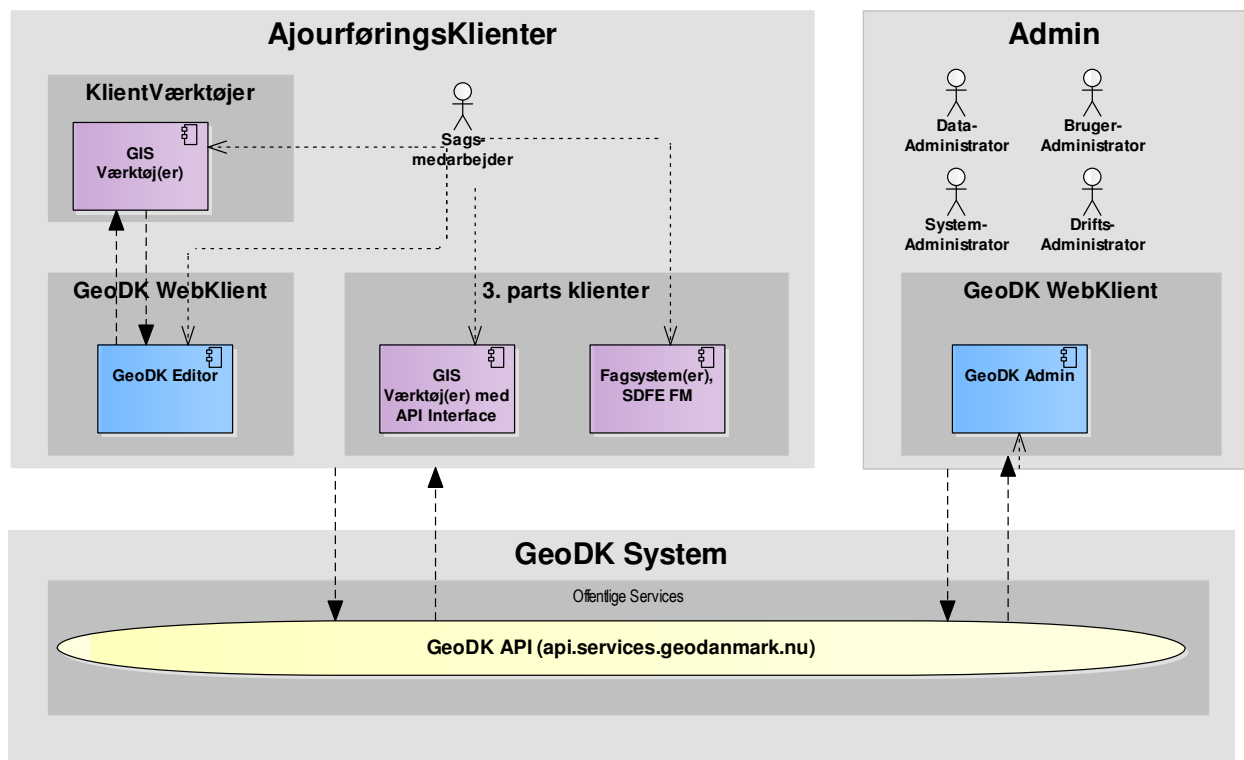 AjourføringsKlienter
KlientVærktøjer
GIS
Værktøj(er)
Sags-
medarbejder
GeoDK WebKlient
GeoDK Editor
3. parts klienter
GIS
Værktøj(er) med
API Interface
Fagsystem(er),
SDFE FM
Admin
Data-
Administrator
Bruger-
Administrator
System-
Administrator
Drifts-
Administrator
GeoDK WebKlient
GeoDK Admin
GeoDK System
Offentlige Services
GeoDK API (api.services.geodanmark.nu)